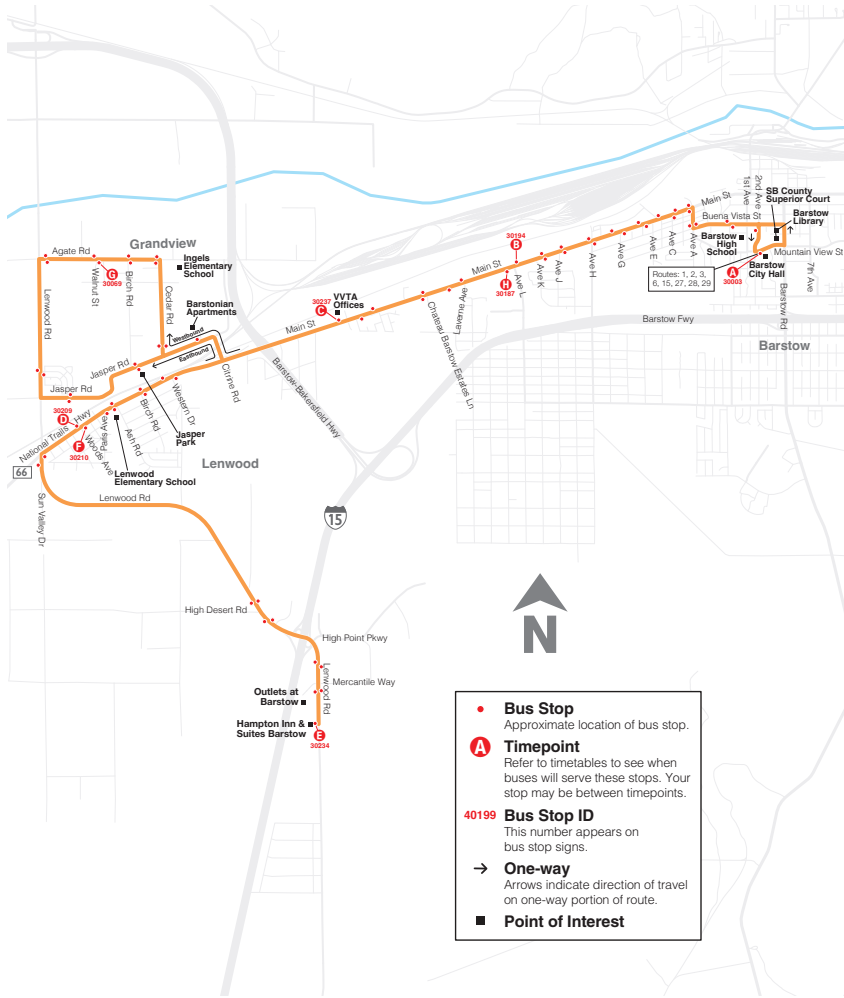 Main St
1st Ave
2nd Ave
SB County
Superior Court
Barstow
Library
Buena Vista St
Barstow
High
School
Mountain View St
Barstow
City Hall
A
30003
Routes: 1, 2, 3,
6, 15, 27, 28, 29
7th Ave
Barstow Rd
Barstow
Barstow Fwy
Ave A
Ave C
Ave E
Ave G
Ave H
Ave J
Ave K
Ave L
30194
B
H
30187
Main St
Laverne Ave
Chateau Barstow Estates Ln
VVTA
Offices
30237
C
Main St
Barstow-Bakersfield Hwy
Grandview
Agate Rd
G
30069
Walnut St
Birch Rd
Cedar Rd
Ingels
Elementary
School
Barstonian
Apartments
Westbound
Eastbound
Citrine Rd
Lenwood Rd
Jasper Rd
Jasper Rd
Western Dr
Birch Rd
Jasper
Park
30209
D
F
30210
National Trails Hwy
Woods Ave
Paris Ave
Ash Rd
Lenwood
Elementary School
Lenwood
66
Sun Valley Dr
Lenwood Rd
15
High Desert Rd
High Point Pkwy
Lenwood Rd
Mercantile Way
Outlets at
Barstow
Hampton Inn &
Suites Barstow
E
30234
N
Bus Stop
Approximate location of bus stop.
A
Timepoint
Refer to timetables to see when
buses will serve these stops. Your
stop may be between timepoints.
40199 Bus Stop ID
This number appears on
bus stop signs.
One-way
Arrows indicate direction of travel
on one-way portion of route.
Point of Interest